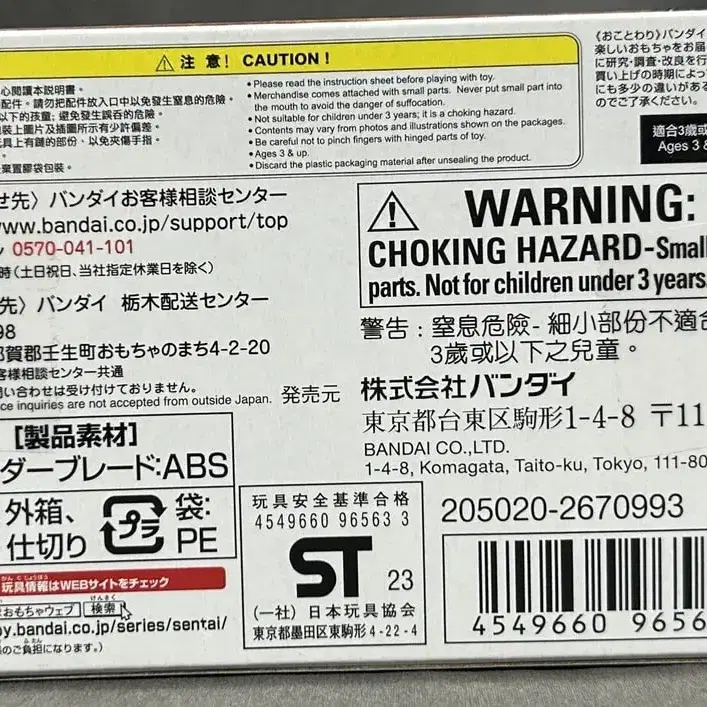 ⚠注 意! CAUTION!
心閱讀本說明書。
配件。請勿把配件放入口中以免發生窒息的危險。
以下的孩童; 避免發生誤吞的危險。
裝上圖片及插圖所示有少許偏差。
具上有鏈的部份、以免夾傷手指。
棄置膠袋包裝。
• Please read the instruction sheet before playing with toy.
• Merchandise comes attached with small parts. Never put small part into
the mouth to avoid the danger of suffocation.
• Not suitable for children under 3 years; it is a choking hazard.
• Contents may vary from photos and illustrations shown on the packages.
• Be careful not to pinch fingers with hinged parts of toy.
• Ages 3 & up.
• Discard the plastic packaging material after unsealing the product.
《おことわり》バンダイ
楽しいおもちゃをお届
に研究・調査・改良を行
買い上げの時期によっ
も多少の違いがある
のでご了承ください。
適合3歲或
Ages 3 &
せ先〉バンダイお客様相談センター
www.bandai.co.jp/support/top
0570-041-101
時(土日祝日、当社指定休業日を除く)
先〉バンダイ 栃木配送センター
98
都賀郡壬生町おもちゃのまち4-2-20
客様相談センター共通
問い合わせは受け付けておりません。
ce inquiries are not accepted from outside Japan.
⚠ WARNING:
CHOKING HAZARD-Small
parts. Not for children under 3 years.
警告:窒息危險-細小部份不適合
3歲或以下之兒童。
発売元 株式会社バンダイ
東京都台東区駒形1-4-8 〒11
BANDAI CO.,LTD.
1-4-8, Komagata, Taito-ku, Tokyo, 111-80
[製品素材]
ダーブレード:ABS
外箱、
仕切り
プラ
袋:
PE
玩具情報はWEBサイトをチェック
おもちゃウェブ 検索
oy.bandai.co.jp/series/sentai/
のご負担になります。)
玩具安全基準合格
4549660 96563 3
ST 23
(一社) 日本玩具協会
東京都墨田区東駒形4-22-4
205020-2670993
4549660 9656